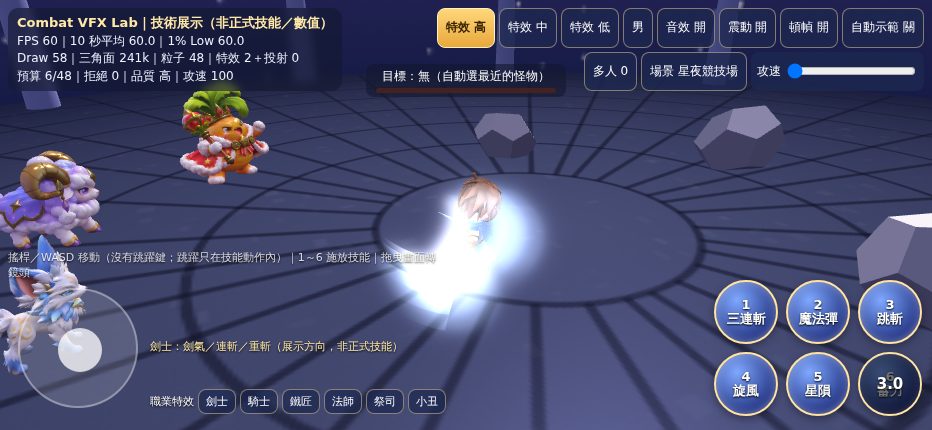 Combat VFX Lab｜技術展示（非正式技能／數值）
FPS 60｜10 秒平均 60.0｜1% Low 60.0
Draw 58｜三角面 241k｜粒子 48｜特效 2＋投射 0
預算 6/48｜拒絕 0｜品質 高｜攻速 100
特效 高
特效 中
特效 低
男
音效 開
震動 開
頓幀 開
自動示範 關
目標：無（自動選最近的怪物）
多人 0
場景 星夜競技場
攻速
搖桿／WASD 移動（沒有跳躍鍵；跳躍只在技能動作內）｜1～6 施放技能｜拖曳畫面轉
鏡頭
1
三連斬
2
魔法彈
3
跳斬
劍士：劍氣／連斬／重斬（展示方向，非正式技能）
4
旋風
5
星隕
6
蓄力
3.0
職業特效
劍士
騎士
鐵匠
法師
祭司
小丑